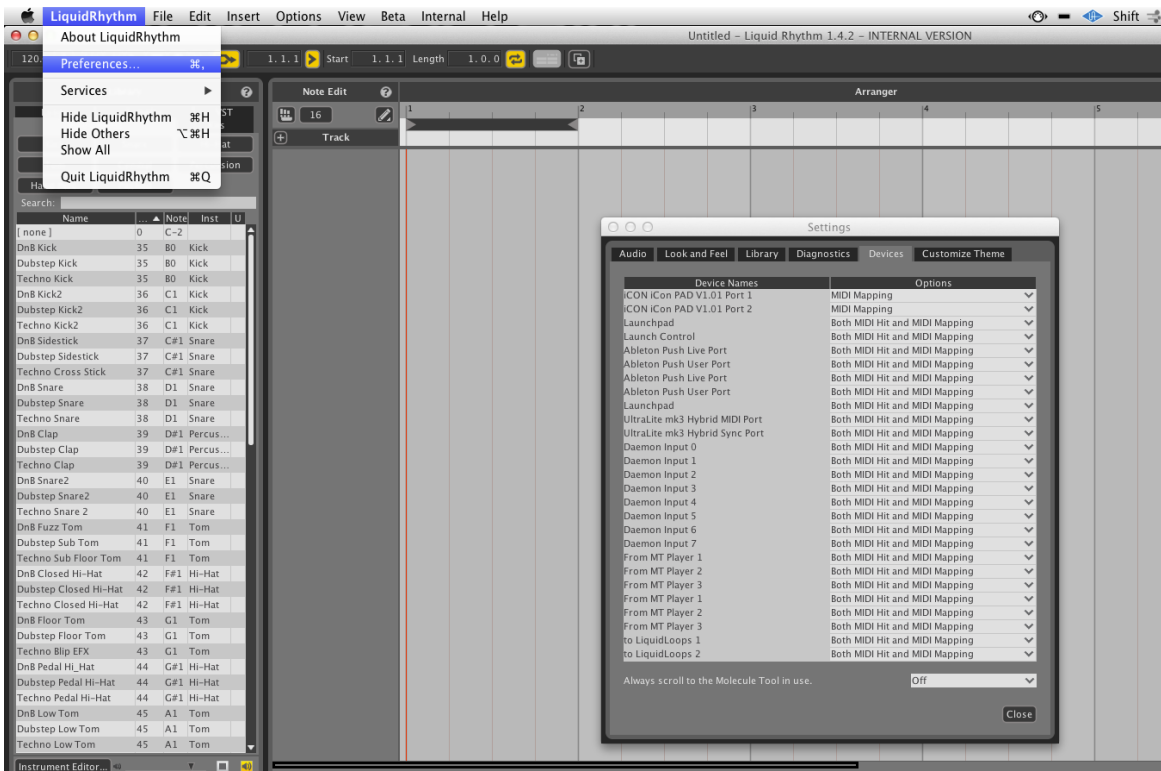 LiquidRhythm File Edit Insert Options View Beta Internal Help Shift
Untitled – Liquid Rhythm 1.4.2 – INTERNAL VERSION
About LiquidRhythm
Preferences... ⌘,
Services ▶
Hide LiquidRhythm ⌘H
Hide Others ⌥⌘H
Show All
Quit LiquidRhythm ⌘Q
120. 1. 1. 1 Start 1. 1. 1 Length 1. 0. 0
Note Edit Arranger
16 1 2 3 4 5
Track
Search:
Name ... Note Inst U
[ none ] 0 C-2
DnB Kick 35 B0 Kick
Dubstep Kick 35 B0 Kick
Techno Kick 35 B0 Kick
DnB Kick2 36 C1 Kick
Dubstep Kick2 36 C1 Kick
Techno Kick2 36 C1 Kick
DnB Sidestick 37 C#1 Snare
Dubstep Sidestick 37 C#1 Snare
Techno Cross Stick 37 C#1 Snare
DnB Snare 38 D1 Snare
Dubstep Snare 38 D1 Snare
Techno Snare 38 D1 Snare
DnB Clap 39 D#1 Percus...
Dubstep Clap 39 D#1 Percus...
Techno Clap 39 D#1 Percus...
DnB Snare2 40 E1 Snare
Dubstep Snare2 40 E1 Snare
Techno Snare 2 40 E1 Snare
DnB Fuzz Tom 41 F1 Tom
Dubstep Sub Tom 41 F1 Tom
Techno Sub Floor Tom 41 F1 Tom
DnB Closed Hi-Hat 42 F#1 Hi-Hat
Dubstep Closed Hi-Hat 42 F#1 Hi-Hat
Techno Closed Hi-Hat 42 F#1 Hi-Hat
DnB Floor Tom 43 G1 Tom
Dubstep Floor Tom 43 G1 Tom
Techno Blip EFX 43 G1 Tom
DnB Pedal Hi_Hat 44 G#1 Hi-Hat
Dubstep Pedal Hi-Hat 44 G#1 Hi-Hat
Techno Pedal Hi-Hat 44 G#1 Hi-Hat
DnB Low Tom 45 A1 Tom
Dubstep Low Tom 45 A1 Tom
Techno Low Tom 45 A1 Tom
Instrument Editor...
Settings
Audio Look and Feel Library Diagnostics Devices Customize Theme
Device Names Options
iCON iCon PAD V1.01 Port 1 MIDI Mapping
iCON iCon PAD V1.01 Port 2 MIDI Mapping
Launchpad Both MIDI Hit and MIDI Mapping
Launch Control Both MIDI Hit and MIDI Mapping
Ableton Push Live Port Both MIDI Hit and MIDI Mapping
Ableton Push User Port Both MIDI Hit and MIDI Mapping
Ableton Push Live Port Both MIDI Hit and MIDI Mapping
Ableton Push User Port Both MIDI Hit and MIDI Mapping
Launchpad Both MIDI Hit and MIDI Mapping
UltraLite mk3 Hybrid MIDI Port Both MIDI Hit and MIDI Mapping
UltraLite mk3 Hybrid Sync Port Both MIDI Hit and MIDI Mapping
Daemon Input 0 Both MIDI Hit and MIDI Mapping
Daemon Input 1 Both MIDI Hit and MIDI Mapping
Daemon Input 2 Both MIDI Hit and MIDI Mapping
Daemon Input 3 Both MIDI Hit and MIDI Mapping
Daemon Input 4 Both MIDI Hit and MIDI Mapping
Daemon Input 5 Both MIDI Hit and MIDI Mapping
Daemon Input 6 Both MIDI Hit and MIDI Mapping
Daemon Input 7 Both MIDI Hit and MIDI Mapping
From MT Player 1 Both MIDI Hit and MIDI Mapping
From MT Player 2 Both MIDI Hit and MIDI Mapping
From MT Player 3 Both MIDI Hit and MIDI Mapping
From MT Player 1 Both MIDI Hit and MIDI Mapping
From MT Player 2 Both MIDI Hit and MIDI Mapping
From MT Player 3 Both MIDI Hit and MIDI Mapping
to LiquidLoops 1 Both MIDI Hit and MIDI Mapping
to LiquidLoops 2 Both MIDI Hit and MIDI Mapping
Always scroll to the Molecule Tool in use. Off
Close